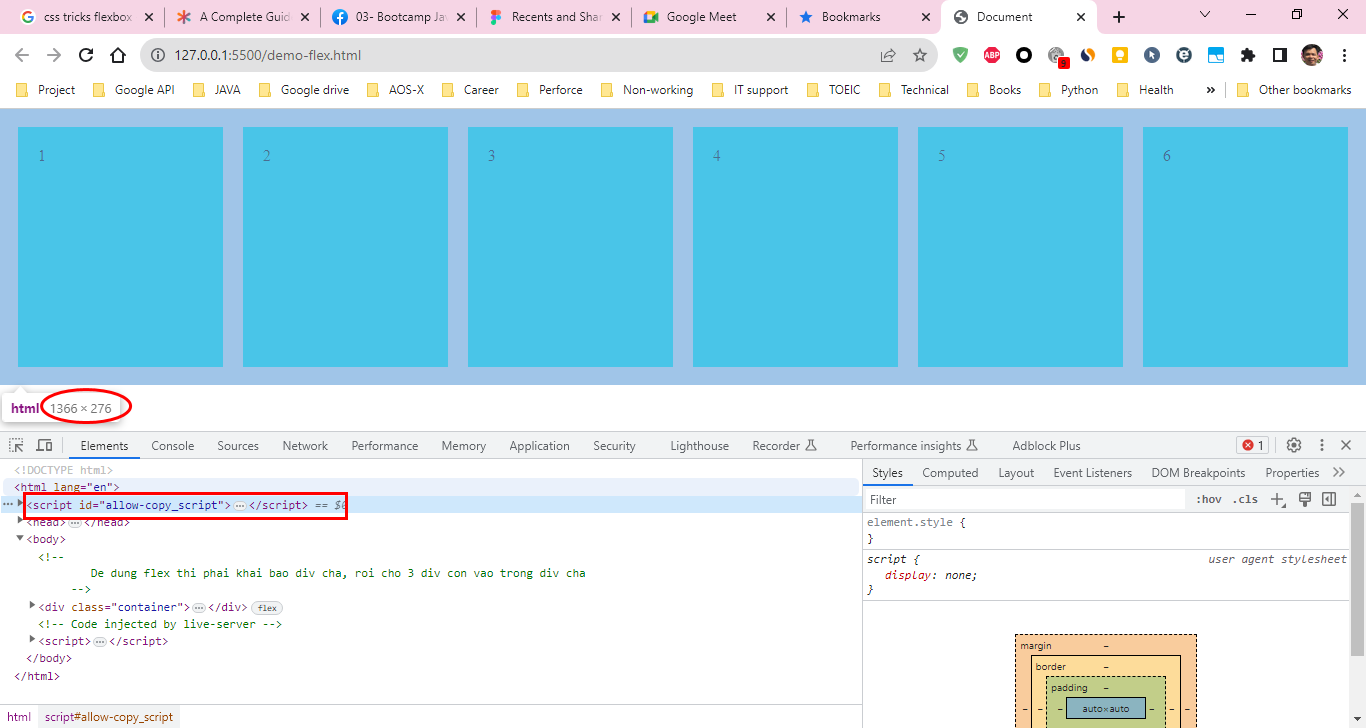 css tricks flexbox
A Complete Guid
03- Bootcamp Ja
Recents and Sha
Google Meet
Bookmarks
Document
127.0.0.1:5500/demo-flex.html
ABP
9
Project
Google API
JAVA
Google drive
AOS-X
Career
Perforce
Non-working
IT support
TOEIC
Technical
Books
Python
Health
»
Other bookmarks
1
2
3
4
5
6
html 1366 × 276
Elements
Console
Sources
Network
Performance
Memory
Application
Security
Lighthouse
Recorder
Performance insights
Adblock Plus
1
<!DOCTYPE html>
<html lang="en">
<script id="allow-copy_script">…</script> == $0
<head>…</head>
<body>
<!--
De dung flex thi phai khai bao div cha, roi cho 3 div con vao trong div cha
-->
<div class="container">…</div> flex
<!-- Code injected by live-server -->
<script>…</script>
</body>
</html>
html script#allow-copy_script
Styles
Computed
Layout
Event Listeners
DOM Breakpoints
Properties
Filter
:hov .cls
element.style {
}
script { user agent stylesheet
display: none;
}
margin –
border –
padding –
– – auto×auto – –